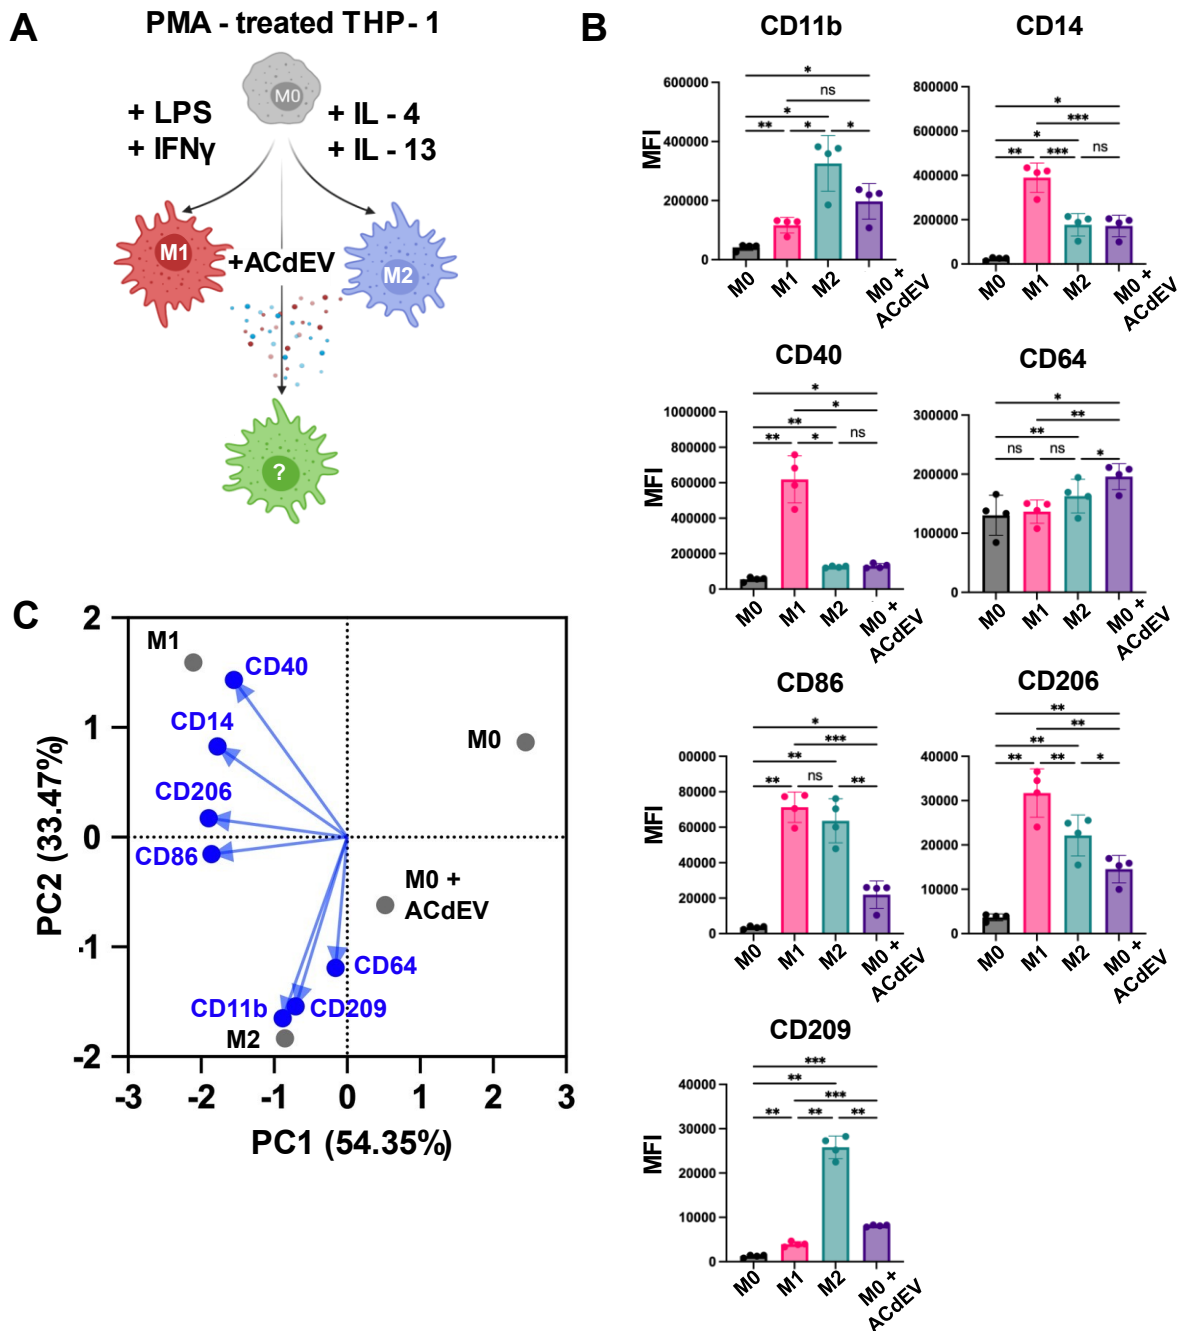 A
PMA - treated THP - 1
M0
+ LPS
+ IFNγ
+ IL - 4
+ IL - 13
M1
+ACdEV
M2
?
B
CD11b
MFI
600000
400000
200000
0
*
ns
*
** * *
M0
M1
M2
M0 +
ACdEV
CD14
800000
600000
400000
200000
0
*
***
*
** *** ns
M0
M1
M2
M0 +
ACdEV
CD40
MFI
1000000
800000
600000
400000
200000
0
*
*
**
** * ns
M0
M1
M2
M0 +
ACdEV
CD64
300000
200000
100000
0
*
**
**
ns ns *
M0
M1
M2
M0 +
ACdEV
CD86
MFI
100000
80000
60000
40000
20000
0
*
***
**
** ns **
M0
M1
M2
M0 +
ACdEV
CD206
40000
30000
20000
10000
0
**
**
**
** ** *
M0
M1
M2
M0 +
ACdEV
CD209
MFI
40000
30000
20000
10000
0
***
**
***
** ** **
M0
M1
M2
M0 +
ACdEV
C
PC2 (33.47%)
2
1
0
-1
-2
M1
CD40
CD14
M0
CD206
CD86
M0 +
ACdEV
CD64
CD11b
CD209
M2
-3 -2 -1 0 1 2 3
PC1 (54.35%)